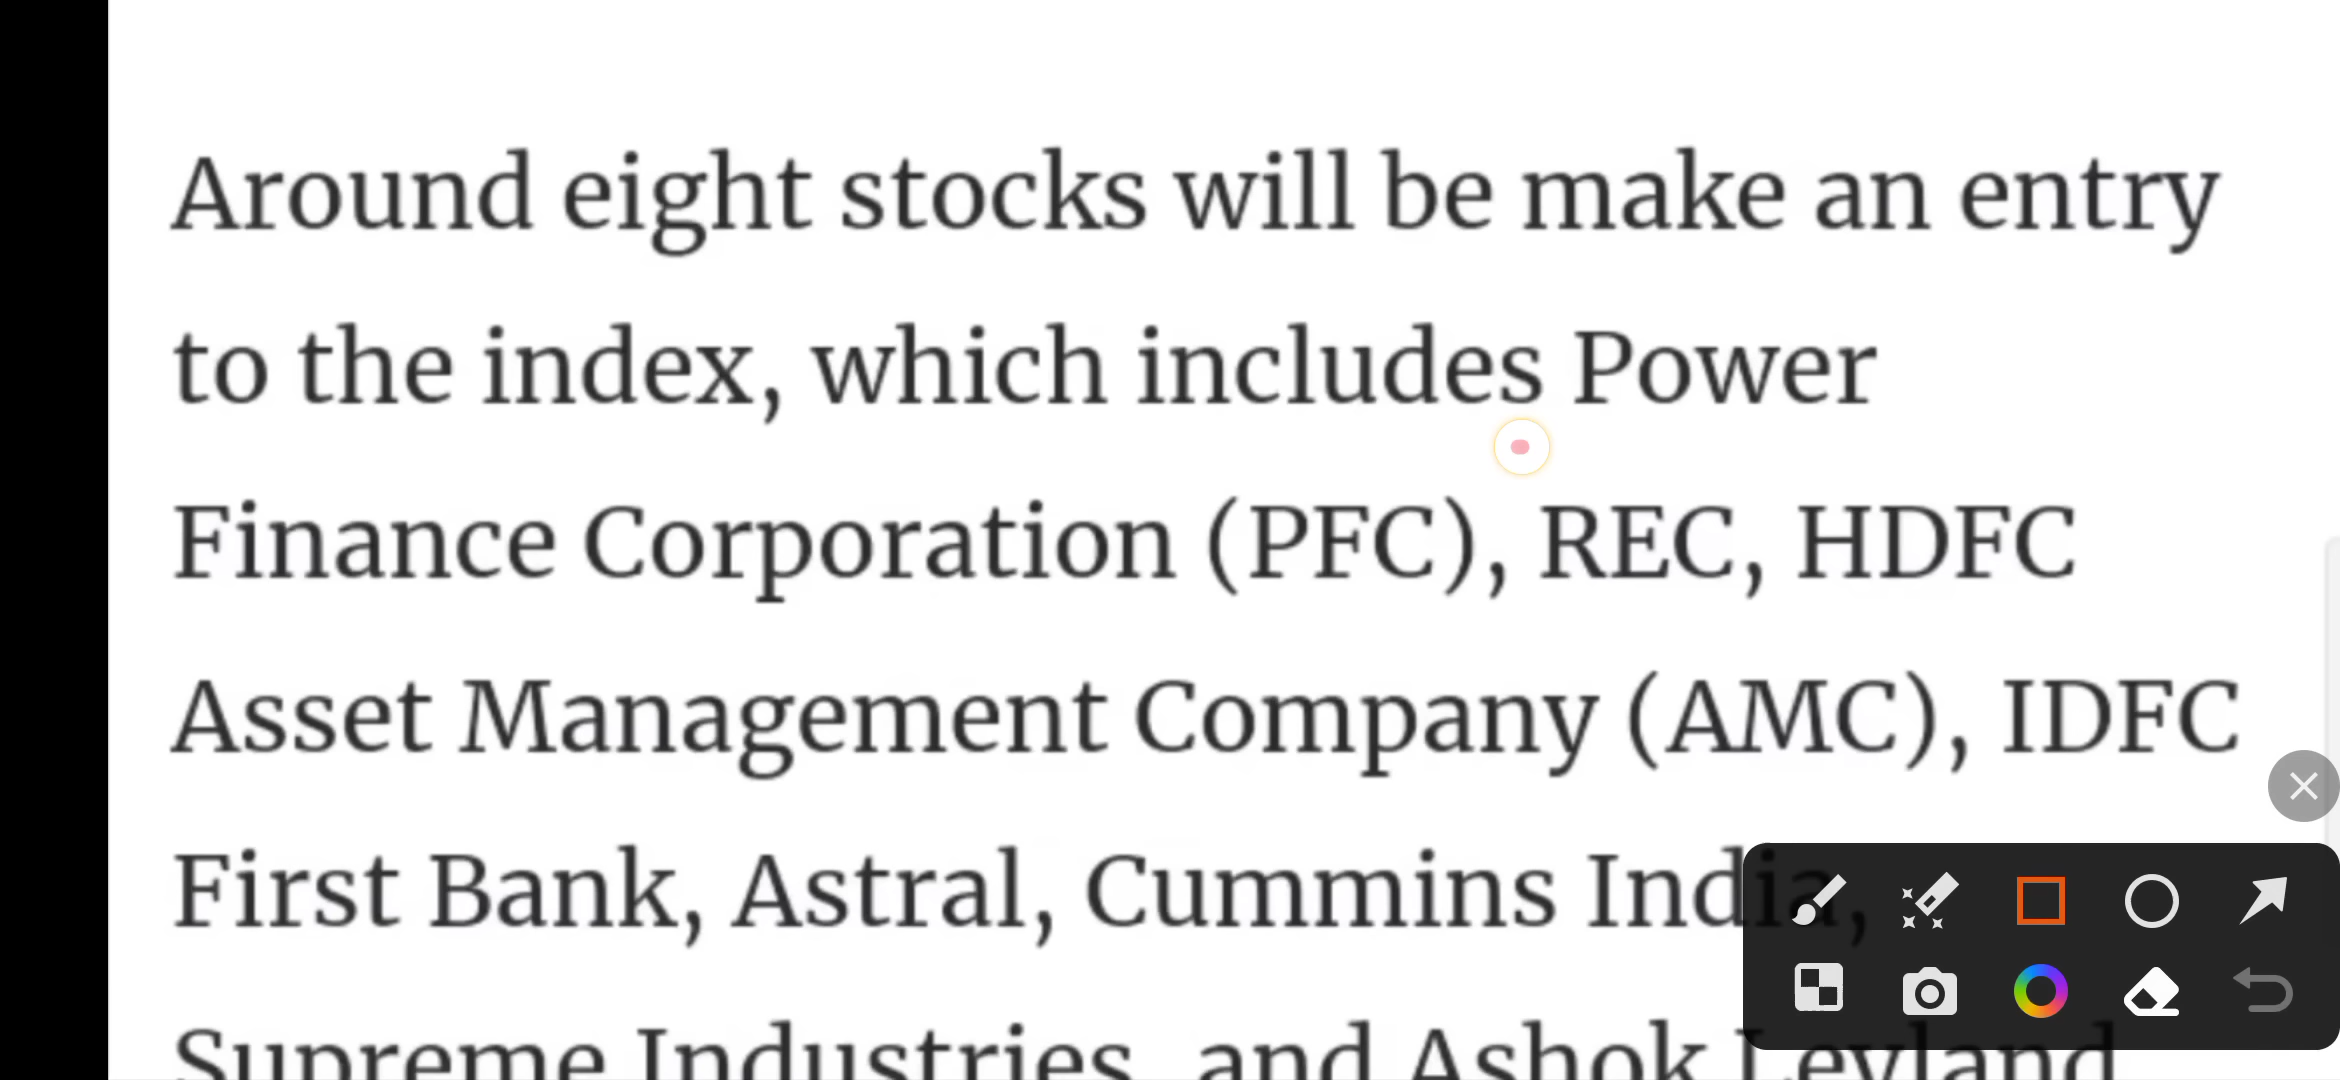 Around eight stocks will be make an entry
to the index, which includes Power
Finance Corporation (PFC), REC, HDFC
Asset Management Company (AMC), IDFC
First Bank, Astral, Cummins India,
Supreme Industries, and Ashok Leyland